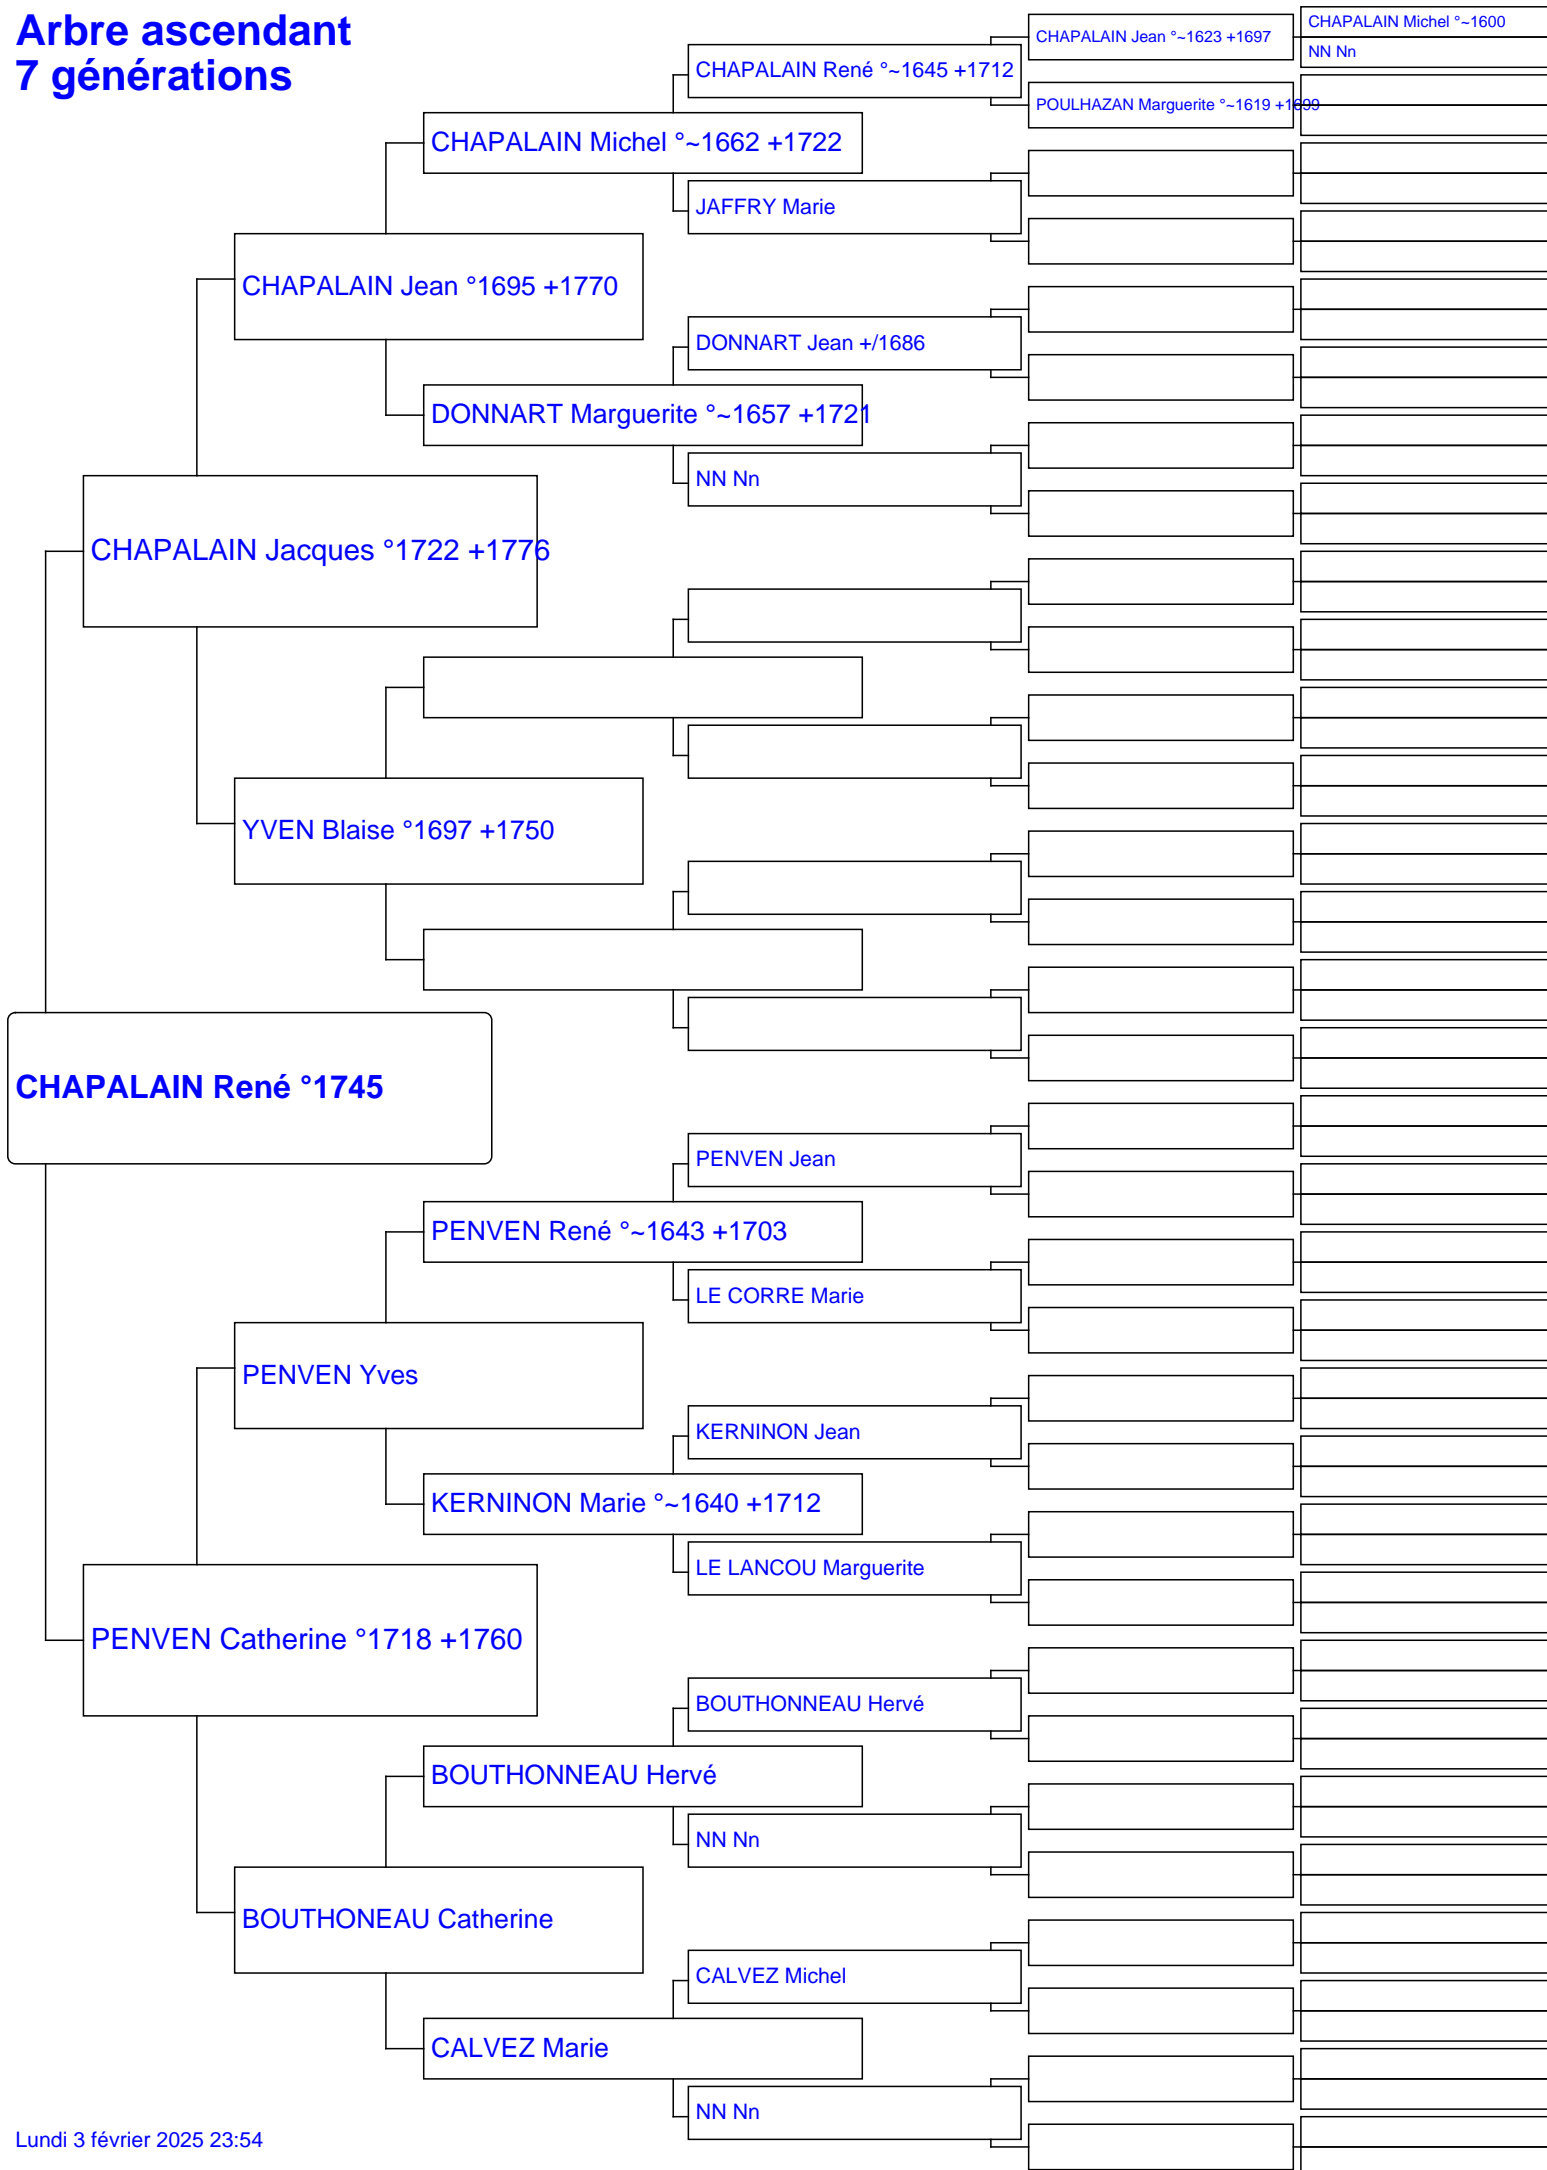 Arbre ascendant
7 générations
CHAPALAIN Michel °~1600
CHAPALAIN Jean °~1623 +1697
NN Nn
CHAPALAIN René °~1645 +1712
POULHAZAN Marguerite °~1619 +1699
CHAPALAIN Michel °~1662 +1722
JAFFRY Marie
CHAPALAIN Jean °1695 +1770
DONNART Jean +/1686
DONNART Marguerite °~1657 +1721
NN Nn
CHAPALAIN Jacques °1722 +1776
YVEN Blaise °1697 +1750
CHAPALAIN René °1745
PENVEN Jean
PENVEN René °~1643 +1703
LE CORRE Marie
PENVEN Yves
KERNINON Jean
KERNINON Marie °~1640 +1712
LE LANCOU Marguerite
PENVEN Catherine °1718 +1760
BOUTHONNEAU Hervé
BOUTHONNEAU Hervé
NN Nn
BOUTHONEAU Catherine
CALVEZ Michel
CALVEZ Marie
NN Nn
Lundi 3 février 2025 23:54